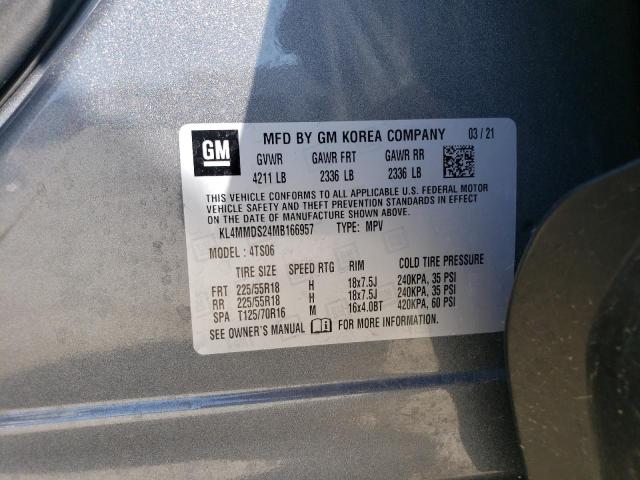 GM MFD BY GM KOREA COMPANY 03/21
GVWR GAWR FRT GAWR RR
4211 LB 2336 LB 2336 LB
THIS VEHICLE CONFORMS TO ALL APPLICABLE U.S. FEDERAL MOTOR
VEHICLE SAFETY AND THEFT PREVENTION STANDARDS IN EFFECT ON
THE DATE OF MANUFACTURE SHOWN ABOVE.
KL4MMDS24MB166957 TYPE: MPV
MODEL: 4TS06
TIRE SIZE SPEED RTG RIM COLD TIRE PRESSURE
FRT 225/55R18 H 18x7.5J 240KPA, 35 PSI
RR 225/55R18 H 18x7.5J 240KPA, 35 PSI
SPA T125/70R16 M 16x4.0BT 420KPA, 60 PSI
SEE OWNER'S MANUAL FOR MORE INFORMATION.